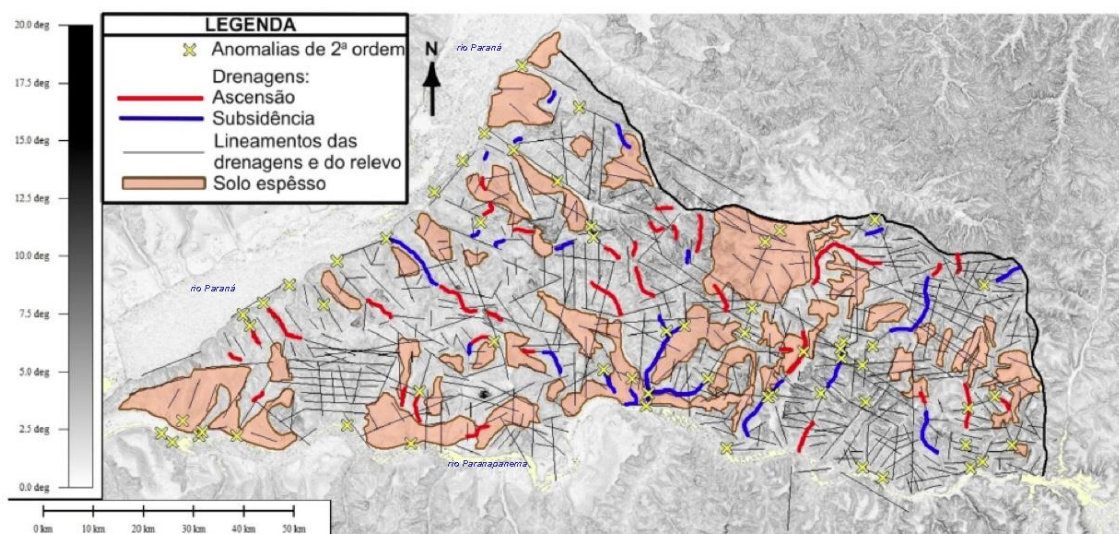 20.0 deg
17.5 deg
15.0 deg
12.5 deg
10.0 deg
7.5 deg
5.0 deg
2.5 deg
0.0 deg
LEGENDA
Anomalias de 2ª ordem
Drenagens:
Ascensão
Subsidência
Lineamentos das
drenagens e do relevo
Solo espêsso
N
rio Paraná
rio Paraná
rio Paranapanema
0 km 10 km 20 km 30 km 40 km 50 km